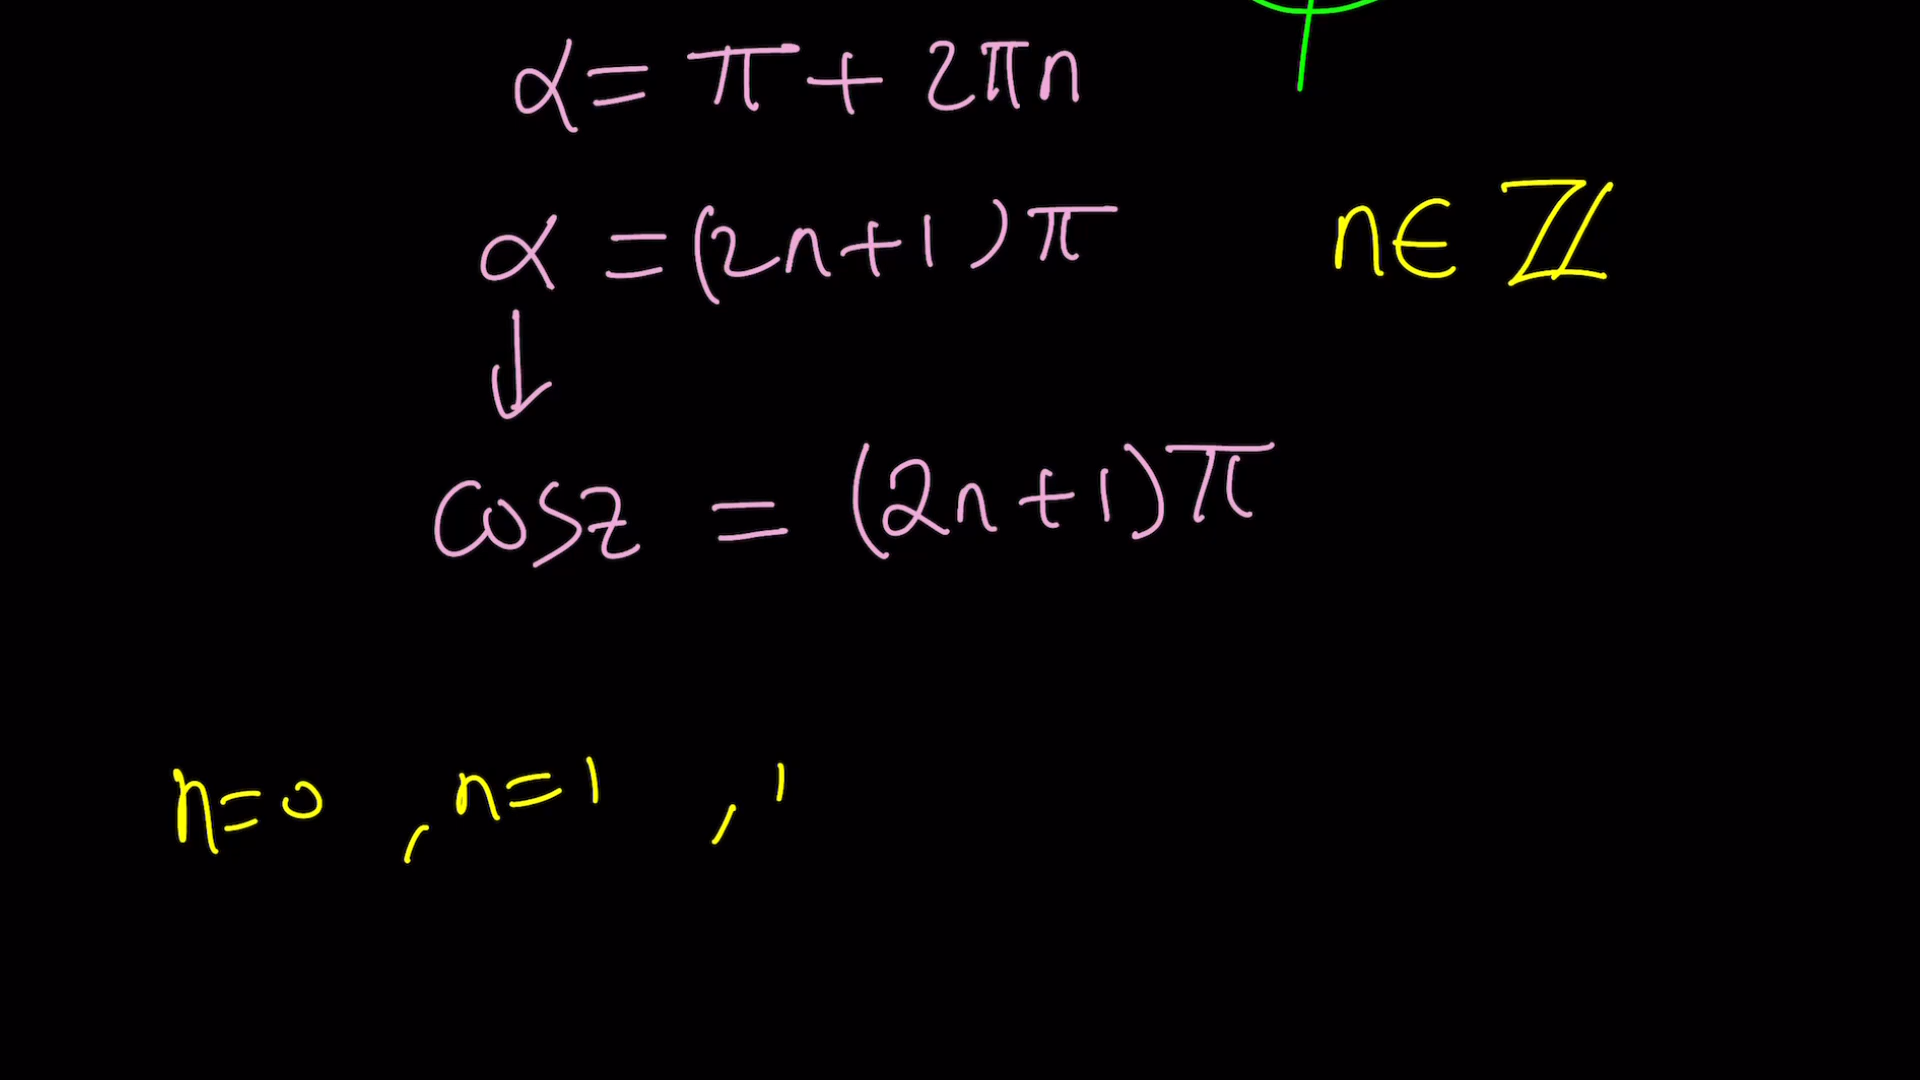 α = π + 2πn
α = (2n+1)π n∈ℤ
↓
cosz = (2n+1)π
n=0 , n=1 ,